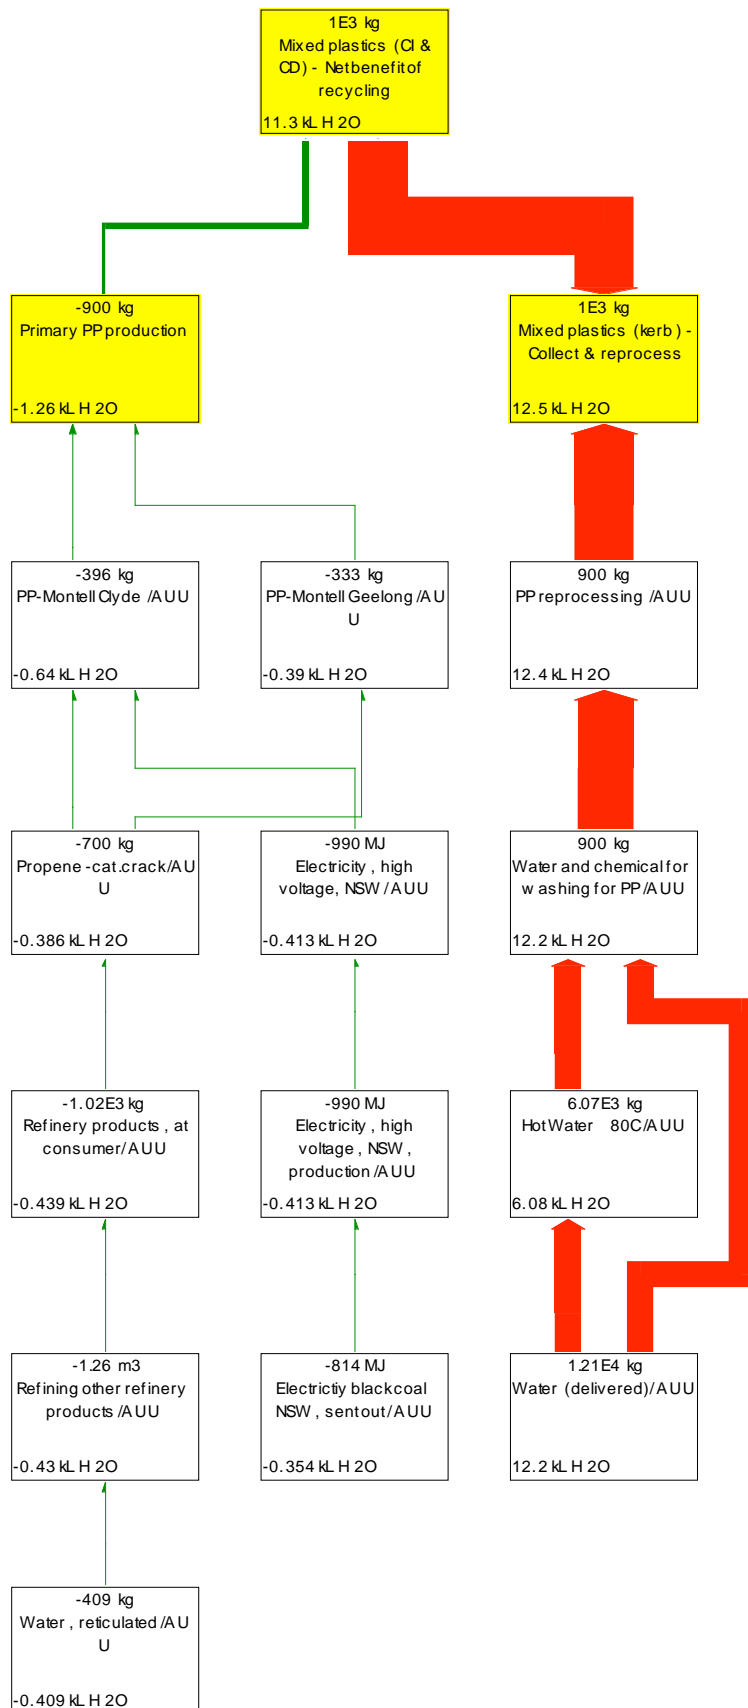 1E3 kg
Mixed plastics (CI &
CD) - Net benefit of
recycling
11.3 kL H2O
-900 kg
Primary PP production
-1.26 kL H2O
1E3 kg
Mixed plastics (kerb) -
Collect & reprocess
12.5 kL H2O
-396 kg
PP-Montell Clyde /AUU
-0.64 kL H2O
-333 kg
PP-Montell Geelong /AU
U
-0.39 kL H2O
900 kg
PP reprocessing /AUU
12.4 kL H2O
-700 kg
Propene -cat.crack/AU
U
-0.386 kL H2O
-990 MJ
Electricity, high
voltage, NSW /AUU
-0.413 kL H2O
900 kg
Water and chemical for
washing for PP/AUU
12.2 kL H2O
-1.02E3 kg
Refinery products, at
consumer/AUU
-0.439 kL H2O
-990 MJ
Electricity, high
voltage, NSW,
production /AUU
-0.413 kL H2O
6.07E3 kg
Hot Water 80C/AUU
6.08 kL H2O
-1.26 m3
Refining other refinery
products /AUU
-0.43 kL H2O
-814 MJ
Electrictiy black coal
NSW, sent out/AUU
-0.354 kL H2O
1.21E4 kg
Water (delivered)/AUU
12.2 kL H2O
-409 kg
Water, reticulated /AU
U
-0.409 kL H2O